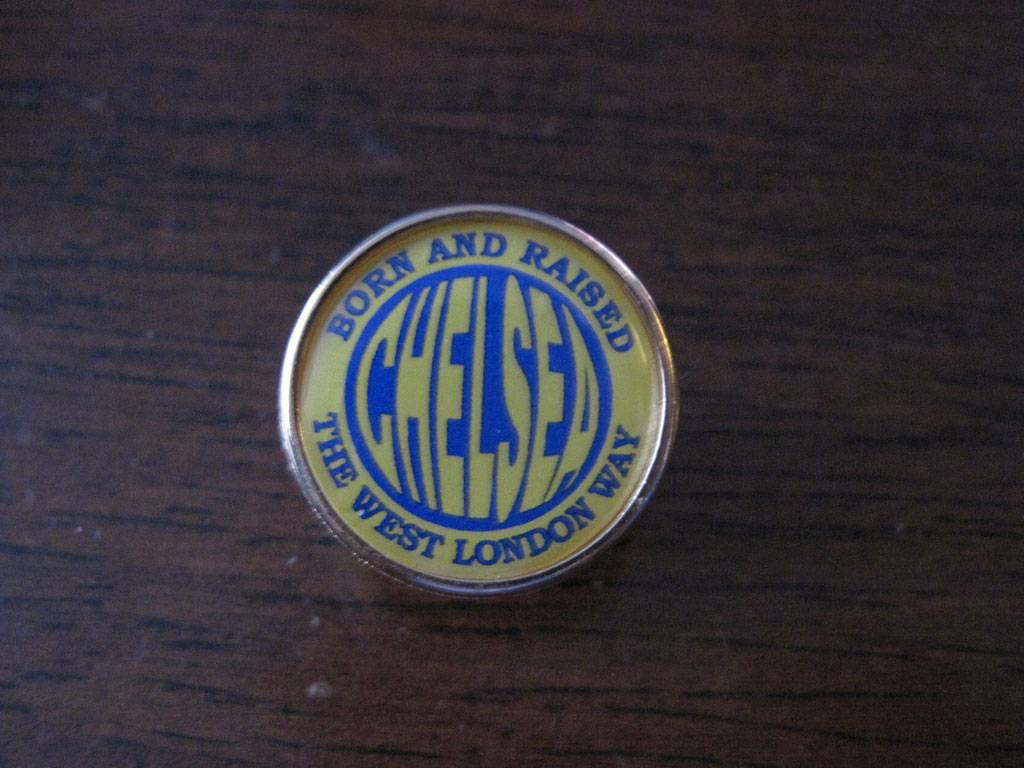 BORN AND RAISED
CHELSEA
THE WEST LONDON WAY